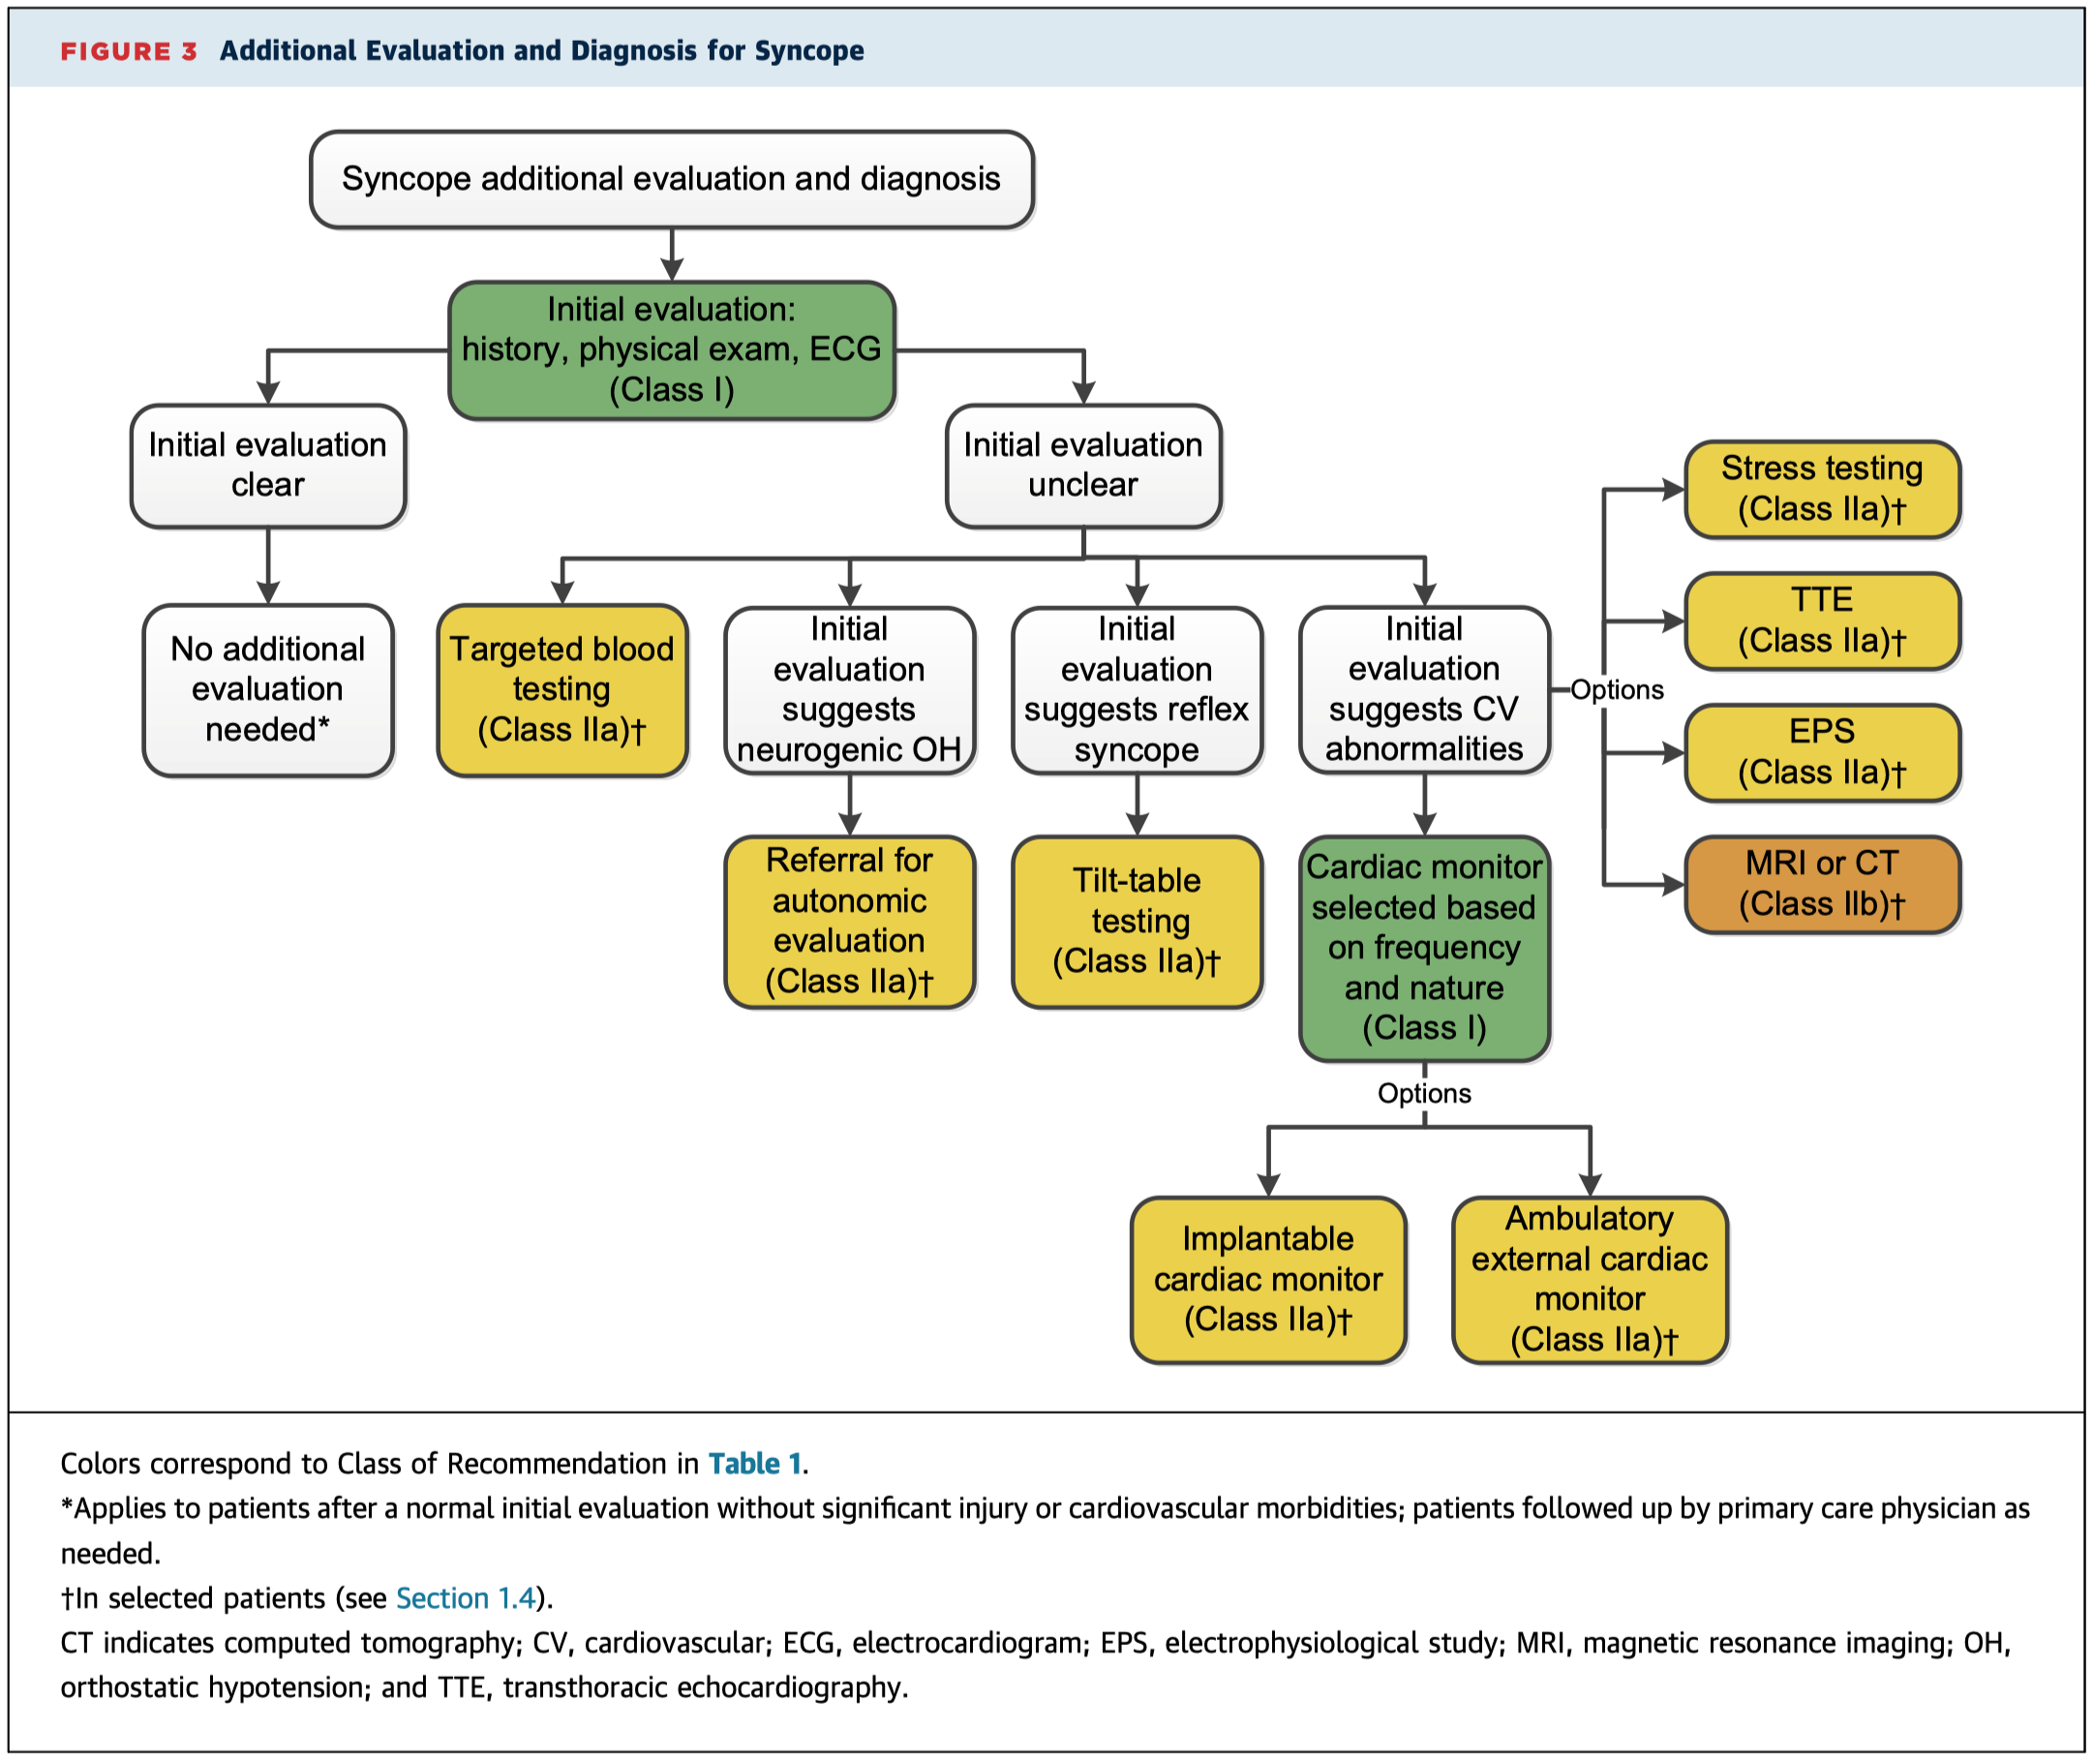 FIGURE 3 Additional Evaluation and Diagnosis for Syncope
Syncope additional evaluation and diagnosis
Initial evaluation:
history, physical exam, ECG
(Class I)
Initial evaluation
clear
Initial evaluation
unclear
No additional
evaluation
needed*
Targeted blood
testing
(Class IIa)†
Initial
evaluation
suggests
neurogenic OH
Initial
evaluation
suggests reflex
syncope
Initial
evaluation
suggests CV
abnormalities
Options
Stress testing
(Class IIa)†
TTE
(Class IIa)†
EPS
(Class IIa)†
MRI or CT
(Class IIb)†
Referral for
autonomic
evaluation
(Class IIa)†
Tilt-table
testing
(Class IIa)†
Cardiac monitor
selected based
on frequency
and nature
(Class I)
Options
Implantable
cardiac monitor
(Class IIa)†
Ambulatory
external cardiac
monitor
(Class IIa)†
Colors correspond to Class of Recommendation in Table 1.
*Applies to patients after a normal initial evaluation without significant injury or cardiovascular morbidities; patients followed up by primary care physician as
needed.
†In selected patients (see Section 1.4).
CT indicates computed tomography; CV, cardiovascular; ECG, electrocardiogram; EPS, electrophysiological study; MRI, magnetic resonance imaging; OH,
orthostatic hypotension; and TTE, transthoracic echocardiography.